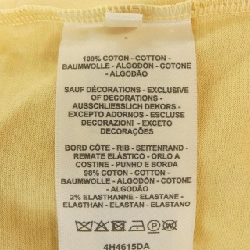 100% COTON - COTTON -
BAUMWOLLE - ALGODÓN - COTONE
- ALGODÃO
SAUF DÉCORATIONS - EXCLUSIVE
OF DECORATIONS -
AUSSCHLIESSLICH DEKORS -
EXCEPTO ADORNOS - ESCLUSE
DECORAZIONI - EXCETO
DECORAÇÕES
BORD CÔTE - RIB - SEITENRAND -
REMATE ELÁSTICO - ORLO A
COSTINE - PUNHO E BORDA
98% COTON - COTTON -
BAUMWOLLE - ALGODÓN - COTONE
- ALGODÃO
2% ELASTHANNE - ELASTANE -
ELASTHAN - ELASTAN - ELASTANO
4H4615DA